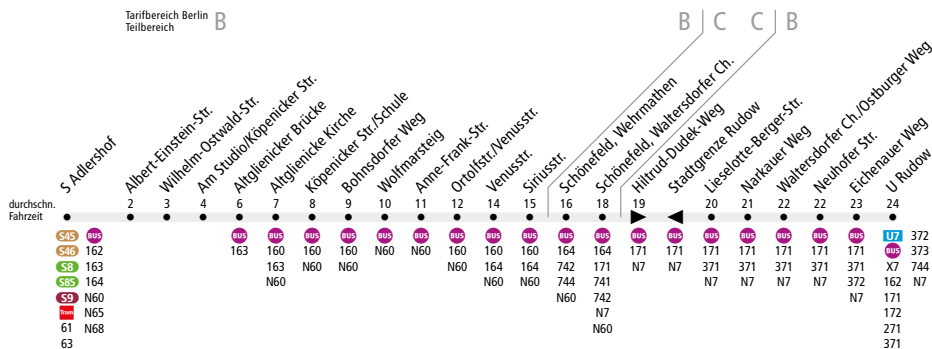 Tarifbereich Berlin
Teilbereich
B
B
C
C
B
S Adlershof
Albert-Einstein-Str.
Wilhelm-Ostwald-Str.
Am Studio/Köpenicker Str.
Altglienicker Brücke
Altglienicke Kirche
Köpenicker Str./Schule
Bohnsdorfer Weg
Wolfmarsteig
Anne-Frank-Str.
Ortolfstr./Venusstr.
Venusstr.
Siriusstr.
Schönefeld, Wehrmathen
Schönefeld, Waltersdorfer Ch.
Hiltrud-Dudek-Weg
Stadtgrenze Rudow
Lieselotte-Berger-Str.
Narkauer Weg
Waltersdorfer Ch./Ostburger Weg
Neuhofer Str.
Eichenauer Weg
U Rudow
durchschn.
Fahrzeit
2 3 4 6 7 8 9 10 11 12 14 15 16 18 19 20 21 22 22 23 24
S45 BUS BUS BUS BUS BUS BUS BUS BUS BUS BUS BUS BUS BUS BUS BUS BUS BUS BUS BUS U7 372
S46 162 163 160 160 160 N60 N60 160 160 160 164 164 171 171 171 171 171 171 171 BUS 373
S8 163 163 N60 N60 N60 164 164 742 171 N7 N7 371 371 371 371 371 X7 744
S85 164 N60 N60 N60 744 741 N7 N7 N7 N7 372 162 N7
S9 N60 N60 742 N7 171
Tram N65 N7 172
61 N68 N60 271
63 371